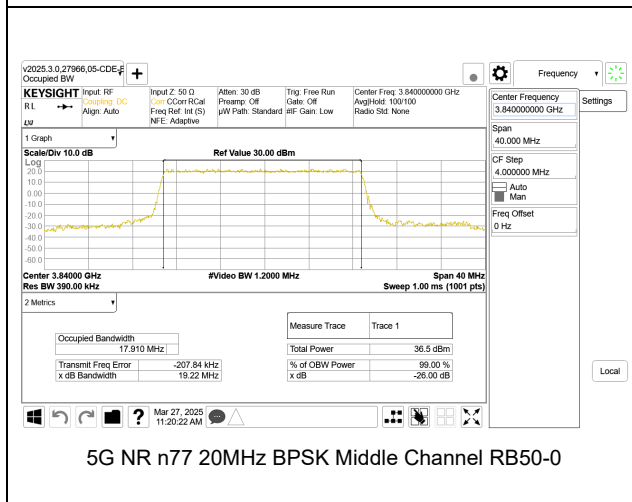 v2025.3.0,27966,05-CDE-F
Occupied BW
KEYSIGHT
R L
Input: RF
Coupling: DC
Align: Auto
Input Z: 50 Ω
Corr CCorr RCal
Freq Ref: Int (S)
NFE: Adaptive
Atten: 30 dB
Preamp: Off
µW Path: Standard
Trig: Free Run
Gate: Off
#IF Gain: Low
Center Freq: 3.840000000 GHz
Avg|Hold: 100/100
Radio Std: None
Frequency
Settings
Center Frequency
3.840000000 GHz
Span
40.000 MHz
CF Step
4.000000 MHz
Auto
Man
Freq Offset
0 Hz
Local
1 Graph
Scale/Div 10.0 dB
Ref Value 30.00 dBm
Log
20.0
10.0
0.00
-10.0
-20.0
-30.0
-40.0
-50.0
-60.0
Center 3.84000 GHz
#Video BW 1.2000 MHz
Span 40 MHz
Res BW 390.00 kHz
Sweep 1.00 ms (1001 pts)
2 Metrics
Measure Trace
Trace 1
Occupied Bandwidth
17.910 MHz
Total Power
36.5 dBm
Transmit Freq Error
-207.84 kHz
% of OBW Power
99.00 %
x dB Bandwidth
19.22 MHz
x dB
-26.00 dB
Mar 27, 2025
11:20:22 AM
5G NR n77 20MHz BPSK Middle Channel RB50-0